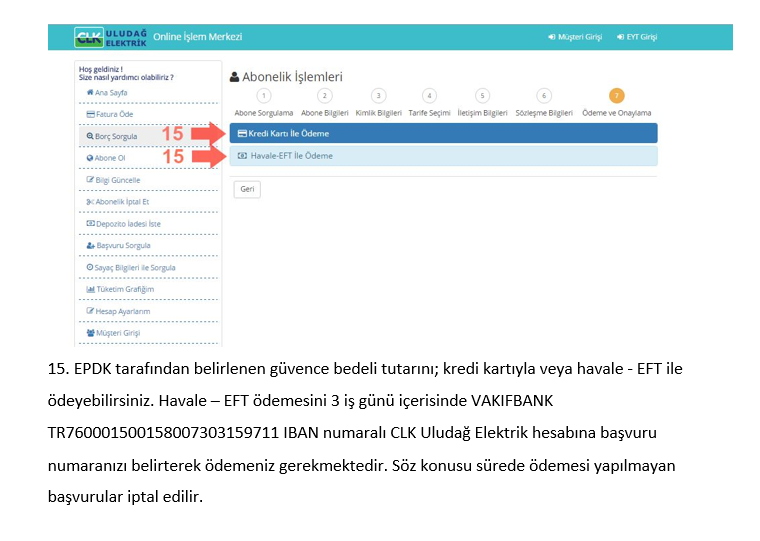 CLK ULUDAĞ ELEKTRİK Online İşlem Merkezi
Müşteri Girişi
EYT Girişi
Hoş geldiniz !
Size nasıl yardımcı olabiliriz ?
Ana Sayfa
Fatura Öde
Borç Sorgula
Abone Ol
Bilgi Güncelle
Abonelik İptal Et
Depozito İadesi İste
Başvuru Sorgula
Sayaç Bilgileri ile Sorgula
Tüketim Grafiğim
Hesap Ayarlarım
Müşteri Girişi
Abonelik İşlemleri
1 2 3 4 5 6 7
Abone Sorgulama Abone Bilgileri Kimlik Bilgileri Tarife Seçimi İletişim Bilgileri Sözleşme Bilgileri Ödeme ve Onaylama
15 Kredi Kartı İle Ödeme
15 Havale-EFT İle Ödeme
Geri
15. EPDK tarafından belirlenen güvence bedeli tutarını; kredi kartıyla veya havale - EFT ile
ödeyebilirsiniz. Havale – EFT ödemesini 3 iş günü içerisinde VAKIFBANK
TR760001500158007303159711 IBAN numaralı CLK Uludağ Elektrik hesabına başvuru
numaranızı belirterek ödemeniz gerekmektedir. Söz konusu sürede ödemesi yapılmayan
başvurular iptal edilir.